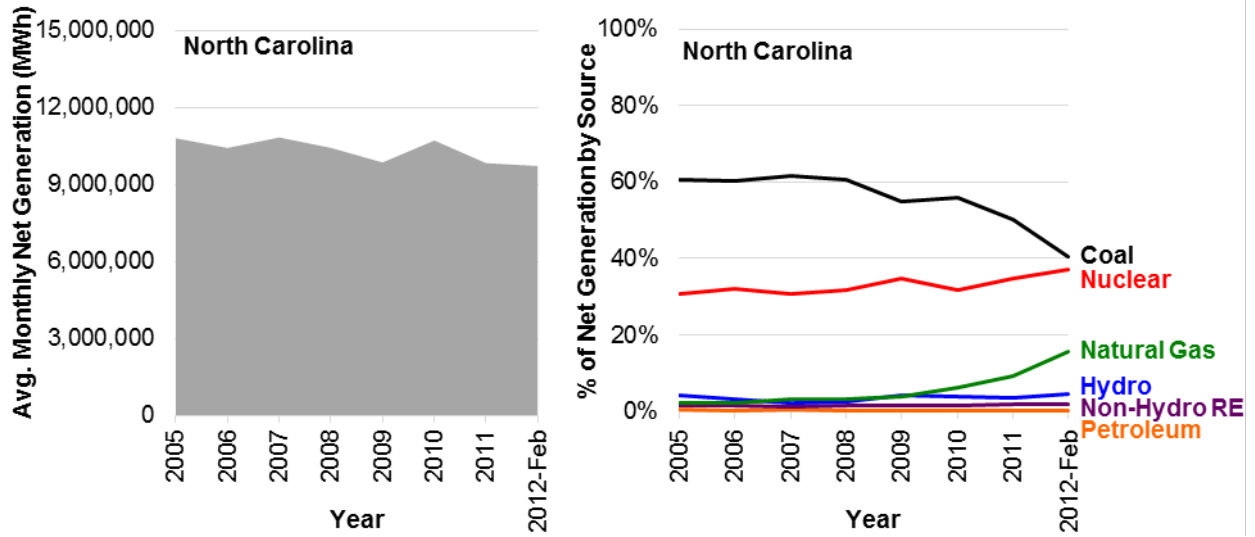 Avg. Monthly Net Generation (MWh)
15,000,000
12,000,000
9,000,000
6,000,000
3,000,000
0
North Carolina
2005
2006
2007
2008
2009
2010
2011
2012-Feb
Year
% of Net Generation by Source
100%
80%
60%
40%
20%
0%
North Carolina
Coal
Nuclear
Natural Gas
Hydro
Non-Hydro RE
Petroleum
2005
2006
2007
2008
2009
2010
2011
2012-Feb
Year